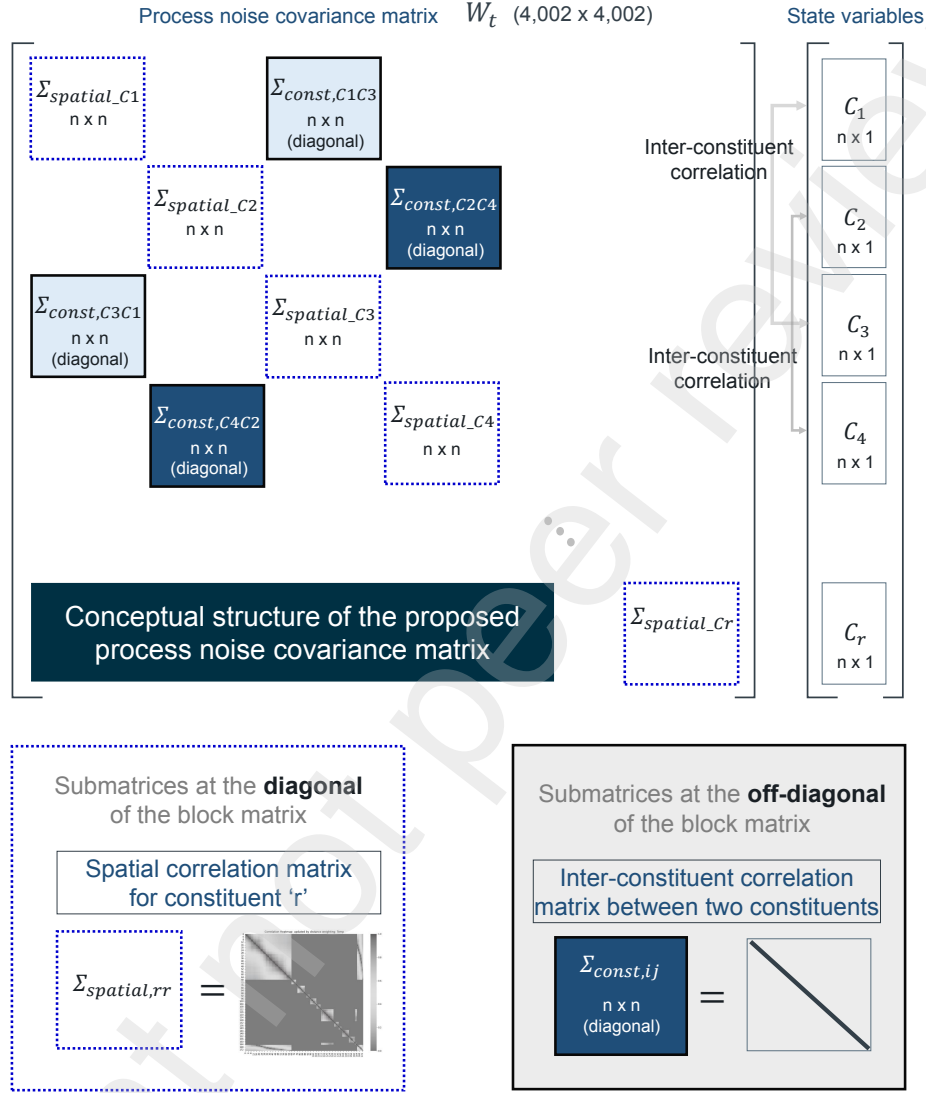 Process noise covariance matrix W_t (4,002 x 4,002)
State variables
Σ_spatial_C1
n x n
Σ_const,C1C3
n x n
(diagonal)
Σ_spatial_C2
n x n
Σ_const,C2C4
n x n
(diagonal)
Σ_const,C3C1
n x n
(diagonal)
Σ_spatial_C3
n x n
Σ_const,C4C2
n x n
(diagonal)
Σ_spatial_C4
n x n
Σ_spatial_Cr
Conceptual structure of the proposed
process noise covariance matrix
Inter-constituent
correlation
Inter-constituent
correlation
C_1
n x 1
C_2
n x 1
C_3
n x 1
C_4
n x 1
C_r
n x 1
Submatrices at the diagonal
of the block matrix
Spatial correlation matrix
for constituent ‘r’
Σ_spatial,rr
=
Submatrices at the off-diagonal
of the block matrix
Inter-constituent correlation
matrix between two constituents
Σ_const,ij
n x n
(diagonal)
=
not peer review